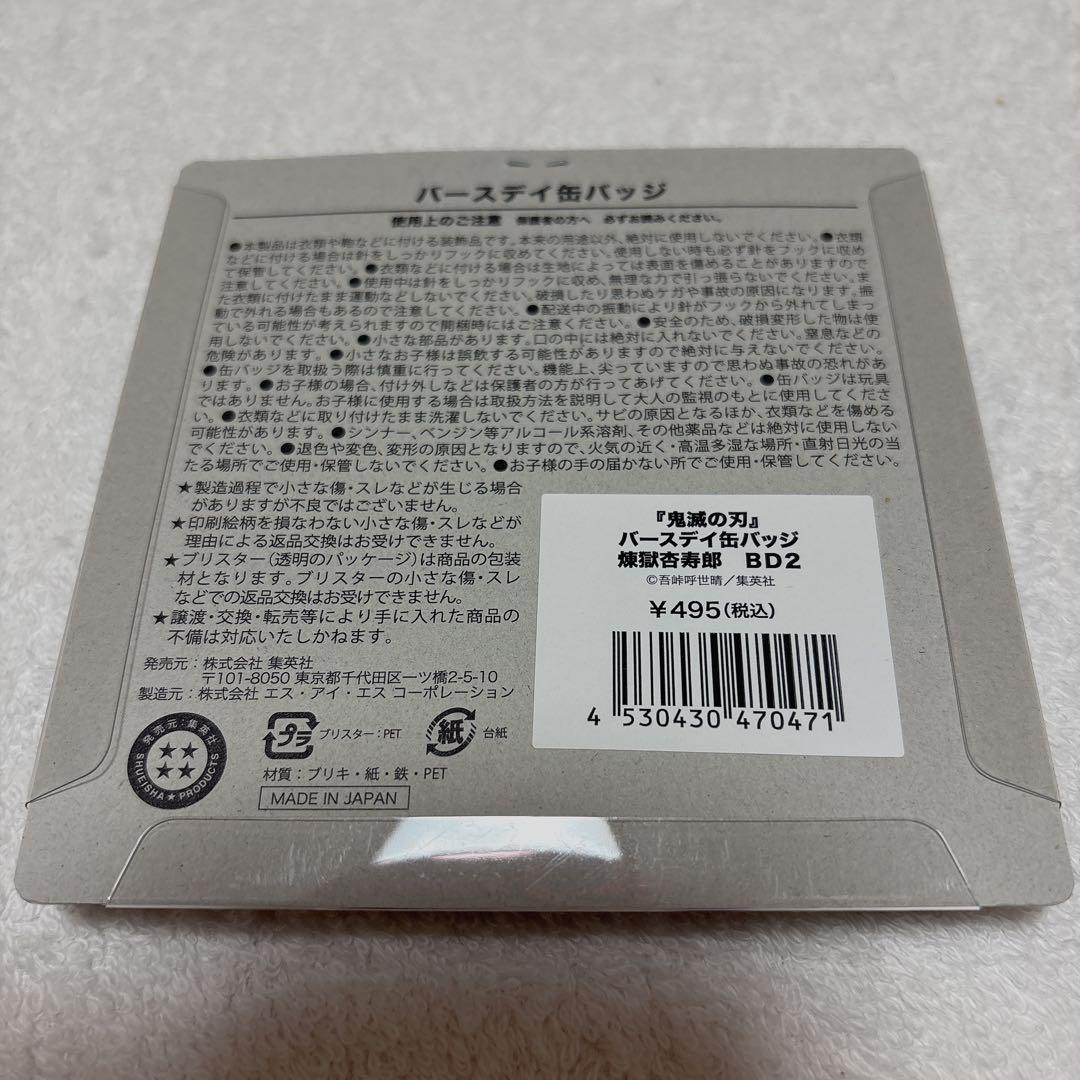 バースデイ缶バッジ
使用上のご注意 保護者の方へ 必ずお読みください。
●本製品は衣類や鞄などに付ける装飾品です。本来の用途以外、絶対に使用しないでください。●衣類
などに付ける場合は針をしっかりフックに収めてください。使用しない時も必ず針をフックに収め
て保管してください。●衣類などに付ける場合は生地によっては表面を傷めることがありますので
注意してください。●使用中は針をしっかりフックに収め、無理な力で引っ張らないでください。ま
た衣類に付けたまま運動などしないでください。破損したり思わぬケガや事故の原因になります。振
動で外れる場合もあるので注意してください。●配送中の振動により針がフックから外れてしまっ
ている可能性が考えられますので開梱時にはご注意ください。●安全のため、破損変形した物は使
用しないでください。●小さな部品があります。口の中には絶対に入れないでください。窒息などの
危険があります。●小さなお子様は誤飲する可能性がありますので絶対に与えないでください。
●缶バッジを取扱う際は慎重に行ってください。機能上、尖っていますので思わぬ事故の恐れがあ
ります。●お子様の場合、付け外しなどは保護者の方が行ってあげてください。●缶バッジは玩具
ではありません。お子様に使用する場合は取扱方法を説明して大人の監視のもとに使用してくださ
い。●衣類などに取り付けたまま洗濯しないでください。サビの原因となるほか、衣類などを傷める
可能性があります。●シンナー、ベンジン等アルコール系溶剤、その他薬品などは絶対に使用しない
でください。●退色や変色、変形の原因となりますので、火気の近く・高温多湿な場所・直射日光の当
たる場所でご使用・保管しないでください。●お子様の手の届かない所でご使用・保管してください。
★製造過程で小さな傷・スレなどが生じる場合
がありますが不良ではございません。
★印刷絵柄を損なわない小さな傷・スレなどが
理由による返品交換はお受けできません。
★ブリスター(透明のパッケージ)は商品の包装
材となります。ブリスターの小さな傷・スレ
などでの返品交換はお受けできません。
★譲渡・交換・転売等により手に入れた商品の
不備は対応いたしかねます。
発売元：株式会社 集英社
〒101-8050 東京都千代田区一ツ橋2-5-10
製造元：株式会社 エス・アイ・エス コーポレーション
発売元：集英社
SHUEISHA★PRODUCTS
プラ
ブリスター：PET
紙
台紙
材質：ブリキ・紙・鉄・PET
MADE IN JAPAN
『鬼滅の刃』
バースデイ缶バッジ
煉獄杏寿郎 BD2
©吾峠呼世晴／集英社
¥495(税込)
4 530430 470471